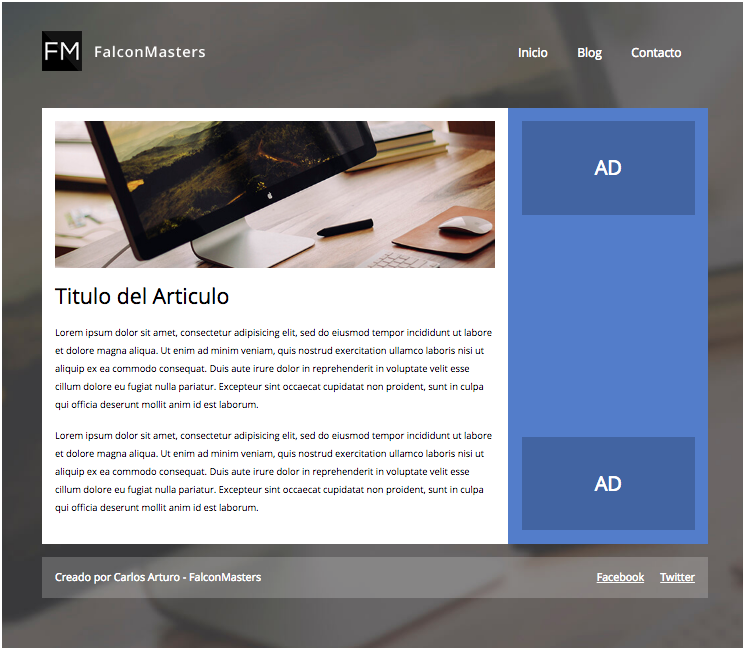 FM FalconMasters
Inicio Blog Contacto
AD
Titulo del Articulo
Lorem ipsum dolor sit amet, consectetur adipisicing elit, sed do eiusmod tempor incididunt ut labore
et dolore magna aliqua. Ut enim ad minim veniam, quis nostrud exercitation ullamco laboris nisi ut
aliquip ex ea commodo consequat. Duis aute irure dolor in reprehenderit in voluptate velit esse
cillum dolore eu fugiat nulla pariatur. Excepteur sint occaecat cupidatat non proident, sunt in culpa
qui officia deserunt mollit anim id est laborum.
Lorem ipsum dolor sit amet, consectetur adipisicing elit, sed do eiusmod tempor incididunt ut labore
et dolore magna aliqua. Ut enim ad minim veniam, quis nostrud exercitation ullamco laboris nisi ut
aliquip ex ea commodo consequat. Duis aute irure dolor in reprehenderit in voluptate velit esse
cillum dolore eu fugiat nulla pariatur. Excepteur sint occaecat cupidatat non proident, sunt in culpa
qui officia deserunt mollit anim id est laborum.
AD
Creado por Carlos Arturo - FalconMasters
Facebook Twitter